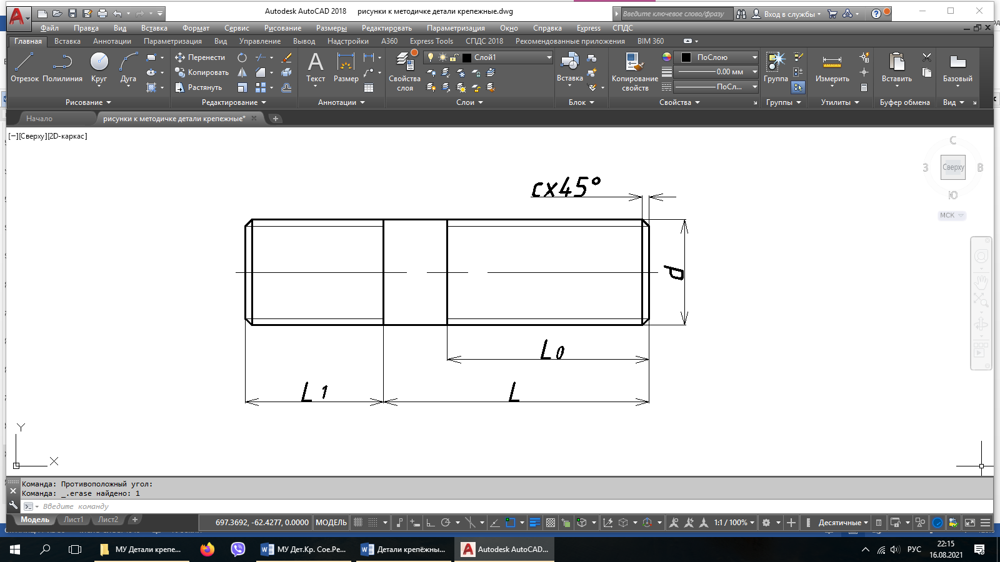 Autodesk AutoCAD 2018 рисунки к методичке детали крепежные.dwg
Введите ключевое слово/фразу
Вход в службы
Файл Правка Вид Вставка Формат Сервис Рисование Размеры Редактировать Параметризация Окно Справка Express СПДС
Главная Вставка Аннотации Параметризация Вид Управление Вывод Надстройки A360 Express Tools СПДС 2018 Рекомендованные приложения BIM 360
Отрезок Полилиния Круг Дуга
Рисование
Перенести
Копировать
Растянуть
Редактирование
Текст Размер
Аннотации
Свойства слоя
Слой1
Слои
Вставка
Блок
Копирование свойств
ПоСлою
0.00 мм
ПоСл...
Свойства
Группа
Группы
Измерить
Утилиты
Вставить
Буфер обмена
Базовый
Вид
Начало рисунки к методичке детали крепежные*
[−][Сверху][2D-каркас]
С
З Сверху В
Ю
МСК
cx45°
d
L0
L1 L
Y
X
Команда: Противоположный угол:
Команда: _.erase найдено: 1
Введите команду
Модель Лист1 Лист2
697.3692, -62.4277, 0.0000 МОДЕЛЬ 1:1 / 100% Десятичные
МУ Детали крепе... МУ Дет.Кр. Сое.Ре... Детали крепёжны... Autodesk AutoCAD... РУС 22:15
16.08.2021